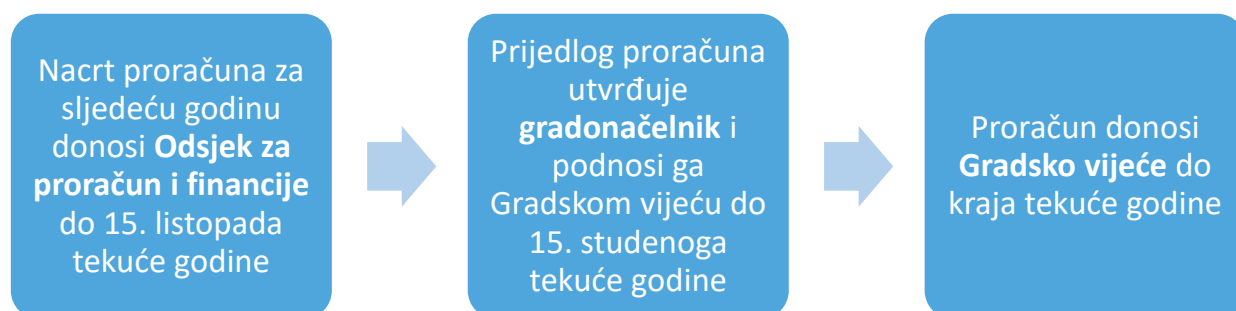 Nacrt proračuna za
sljedeću godinu
donosi Odsjek za
proračun i financije
do 15. listopada
tekuće godine
Prijedlog proračuna
utvrđuje
gradonačelnik i
podnosi ga
Gradskom vijeću do
15. studenoga
tekuće godine
Proračun donosi
Gradsko vijeće do
kraja tekuće godine